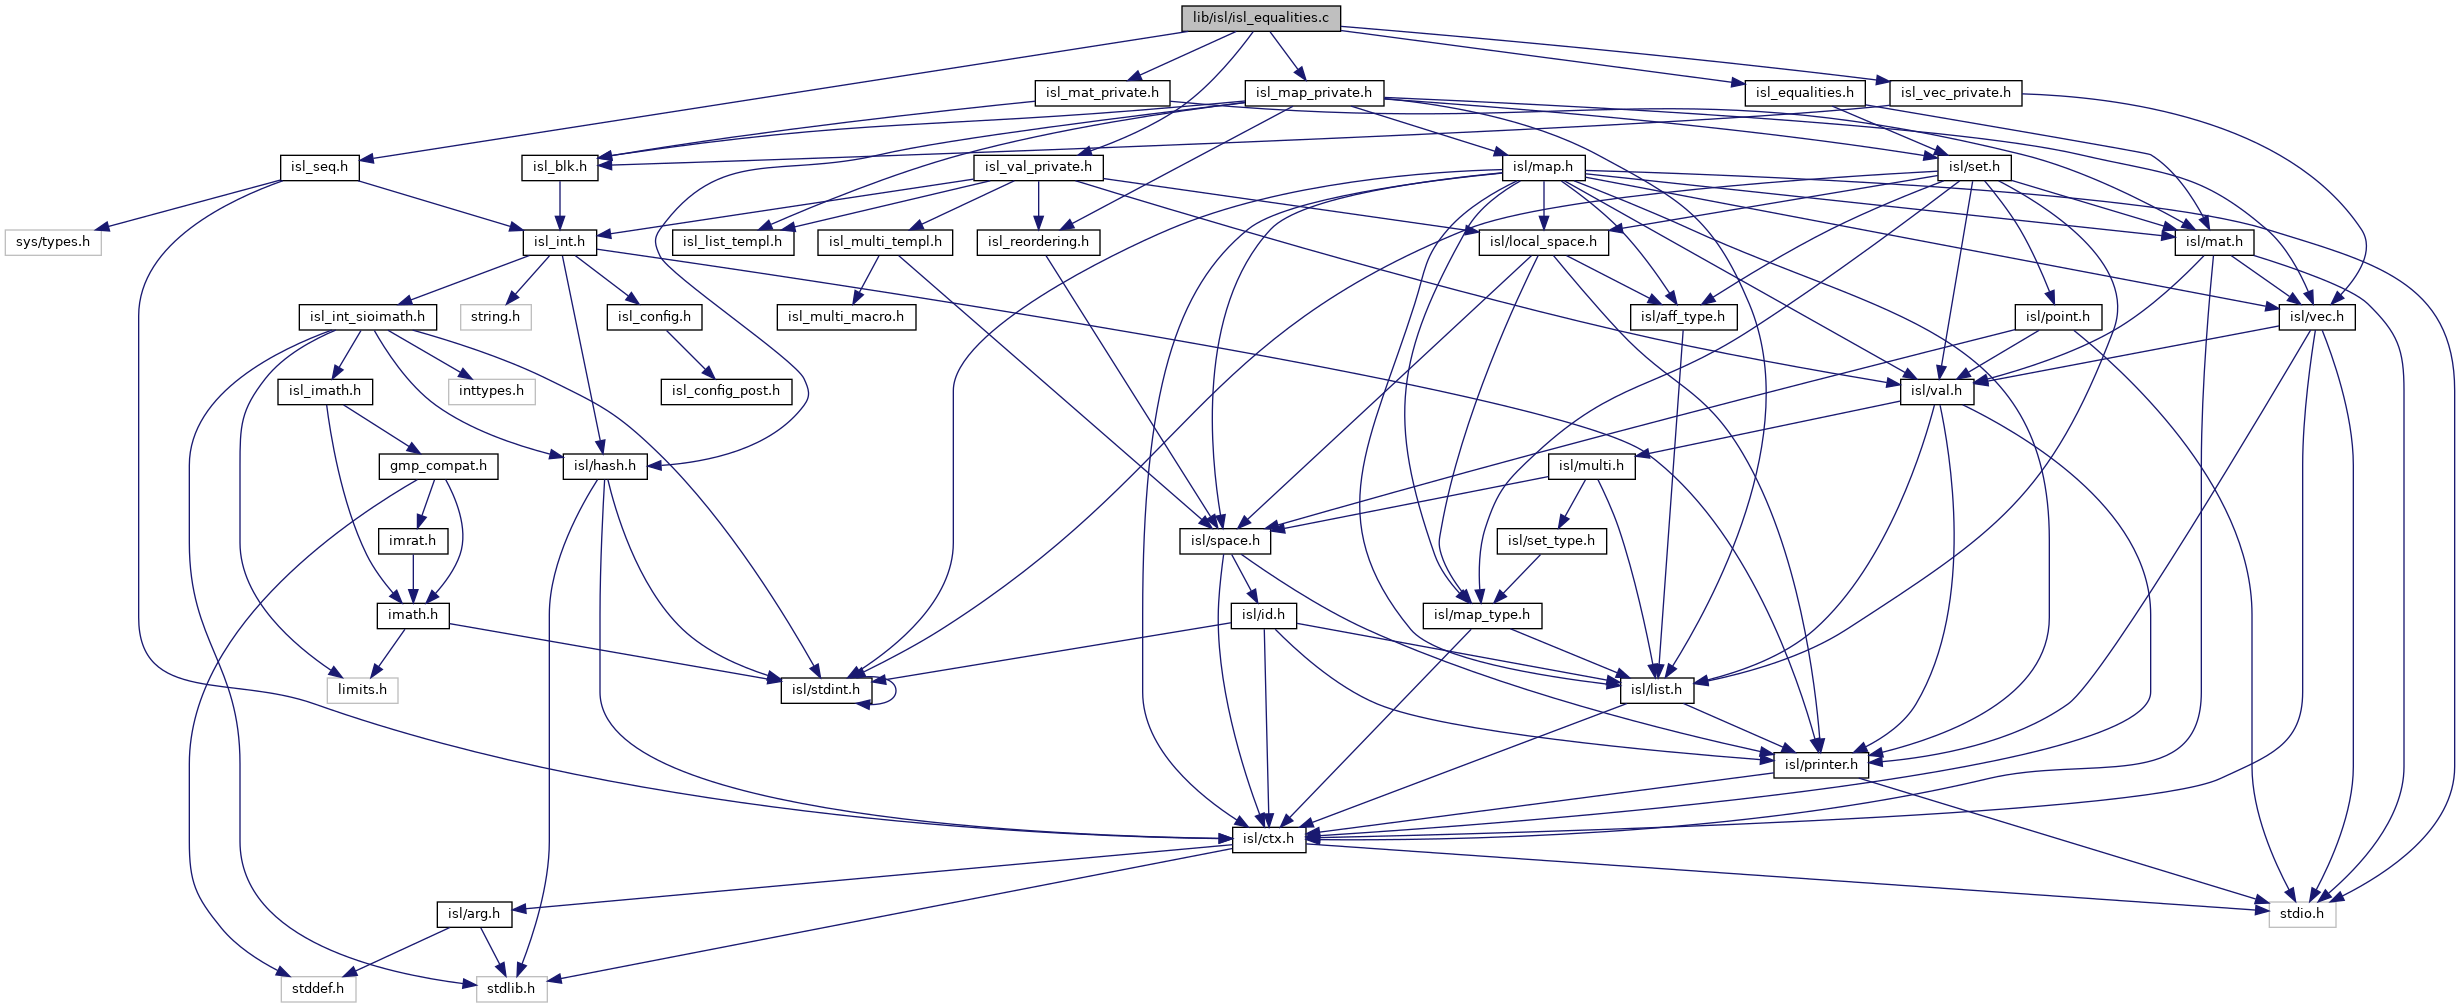 lib/isl/isl_equalities.c
isl_mat_private.h
isl_map_private.h
isl_equalities.h
isl_vec_private.h
isl_seq.h
isl_blk.h
isl_val_private.h
isl/map.h
isl/set.h
sys/types.h
isl_int.h
isl_list_templ.h
isl_multi_templ.h
isl_reordering.h
isl/local_space.h
isl/mat.h
isl_int_sioimath.h
string.h
isl_config.h
isl_multi_macro.h
isl/aff_type.h
isl/point.h
isl/vec.h
isl_imath.h
inttypes.h
isl_config_post.h
isl/val.h
gmp_compat.h
isl/hash.h
isl/multi.h
imrat.h
isl/space.h
isl/set_type.h
imath.h
isl/id.h
isl/map_type.h
limits.h
isl/stdint.h
isl/list.h
isl/printer.h
isl/ctx.h
isl/arg.h
stdio.h
stddef.h
stdlib.h